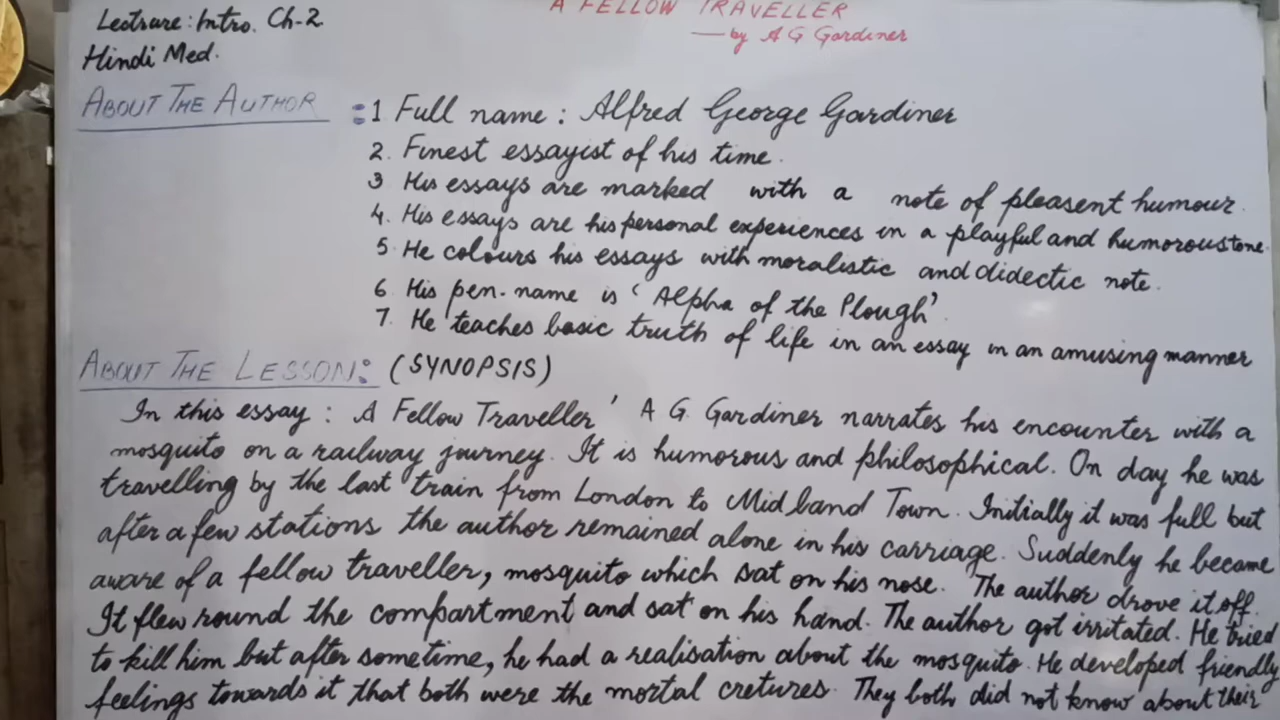 A FELLOW TRAVELLER
—by A G Gardiner
Lectrure: Intro. Ch-2
Hindi Med.
ABOUT THE AUTHOR :
1 Full name : Alfred George Gardiner
2. Finest essayist of his time.
3 His essays are marked with a note of pleasent humour.
4. His essays are his personal experiences in a playful and humorous tone.
5. He colours his essays with moralistic and didectic note.
6. His pen-name is ‘Alpha of the Plough’
7. He teaches basic truth of life in an essay in an amusing manner
ABOUT THE LESSON: (SYNOPSIS)
In this essay : A Fellow Traveller ’ A G. Gardiner narrates his encounter with a
mosquito on a railway journey. It is humorous and philosophical. On day he was
travelling by the last train from London to Midland Town. Initially it was full but
after a few stations the author remained alone in his carriage. Suddenly he became
aware of a fellow traveller, mosquito which sat on his nose. The author drove it off.
It flew round the compartment and sat on his hand. The author got irritated. He tried
to kill him but after sometime, he had a realisation about the mosquito. He developed friendly
feelings towards it that both were the mortal cretures. They both did not know about their